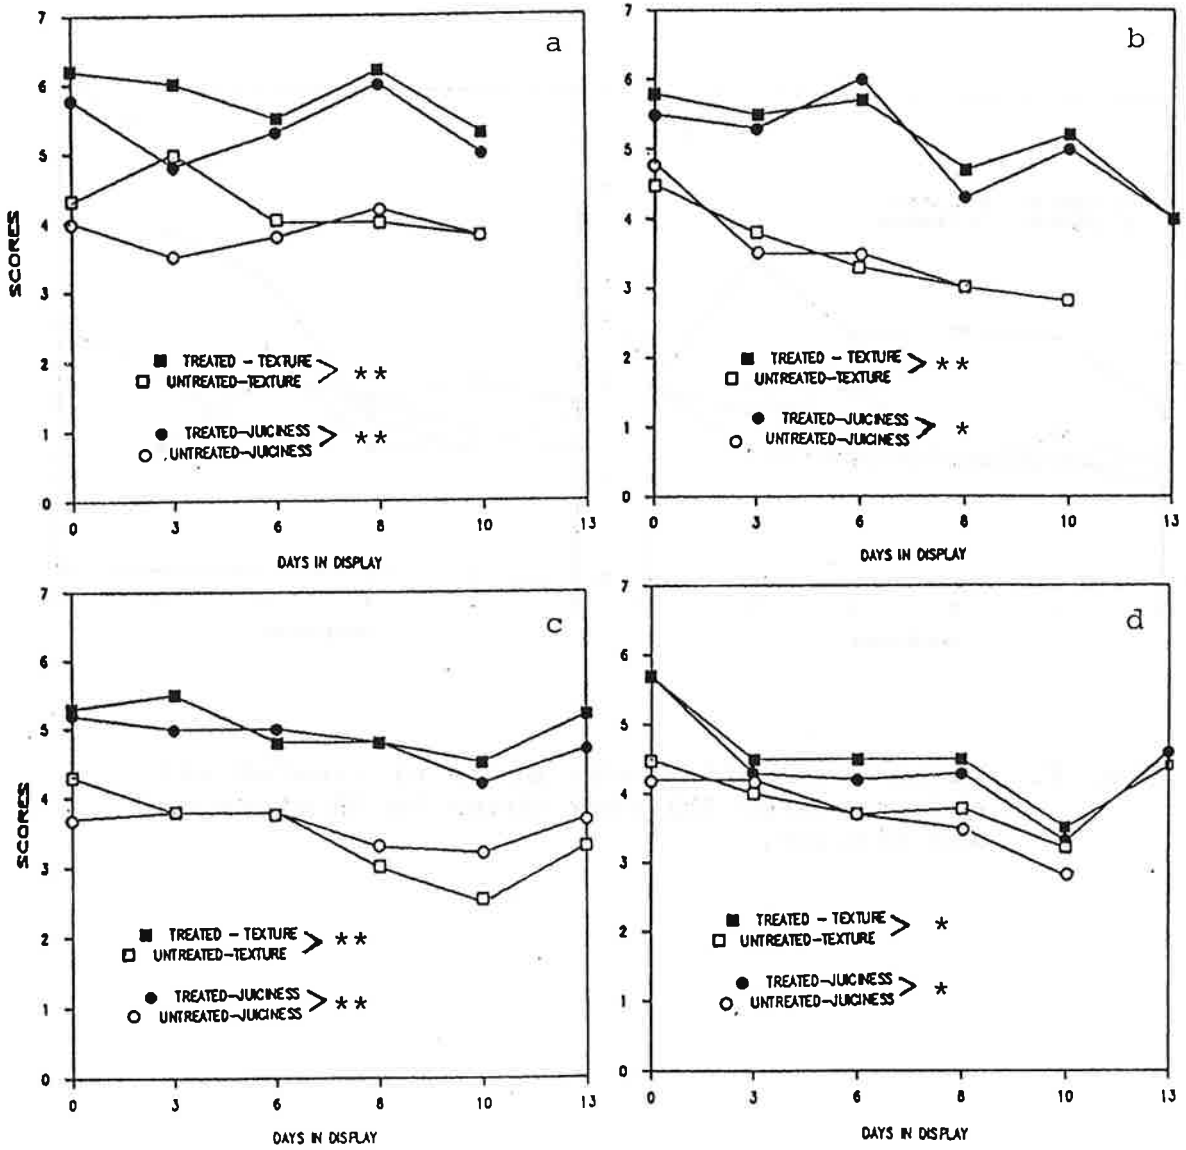 a
7
6
5
4
3
2
1
0
SCORES
■ TREATED - TEXTURE
□ UNTREATED-TEXTURE
> **
● TREATED-JUICINESS
○ UNTREATED-JUICINESS
> **
0 3 6 8 10 13
DAYS IN DISPLAY
b
7
6
5
4
3
2
1
0
■ TREATED - TEXTURE
□ UNTREATED-TEXTURE
> **
● TREATED-JUICINESS
○ UNTREATED-JUICINESS
> *
0 3 6 8 10 13
DAYS IN DISPLAY
c
7
6
5
4
3
2
1
0
SCORES
■ TREATED - TEXTURE
□ UNTREATED-TEXTURE
> **
● TREATED-JUICINESS
○ UNTREATED-JUICINESS
> **
0 3 6 8 10 13
DAYS IN DISPLAY
d
7
6
5
4
3
2
1
0
■ TREATED - TEXTURE
□ UNTREATED-TEXTURE
> *
● TREATED-JUICINESS
○ UNTREATED-JUICINESS
> *
0 3 6 8 10 13
DAYS IN DISPLAY